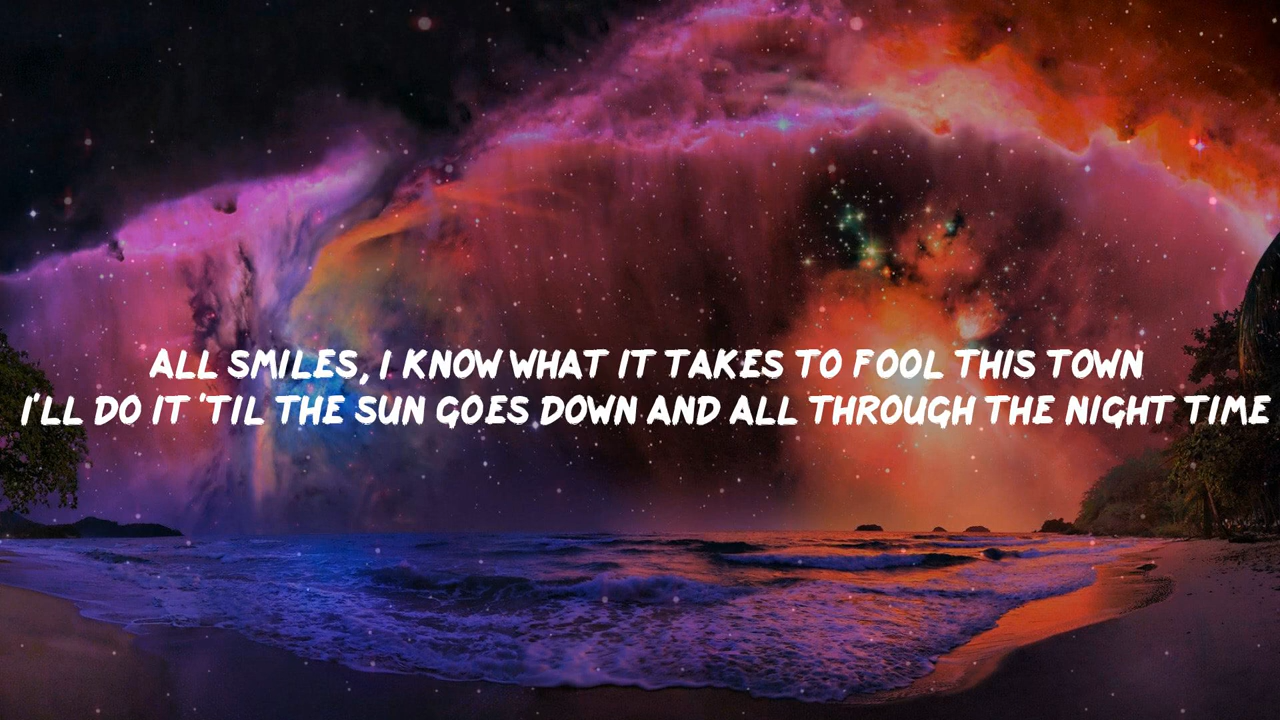 ALL SMILES, I KNOW WHAT IT TAKES TO FOOL THIS TOWN
I'LL DO IT 'TIL THE SUN GOES DOWN AND ALL THROUGH THE NIGHT TIME